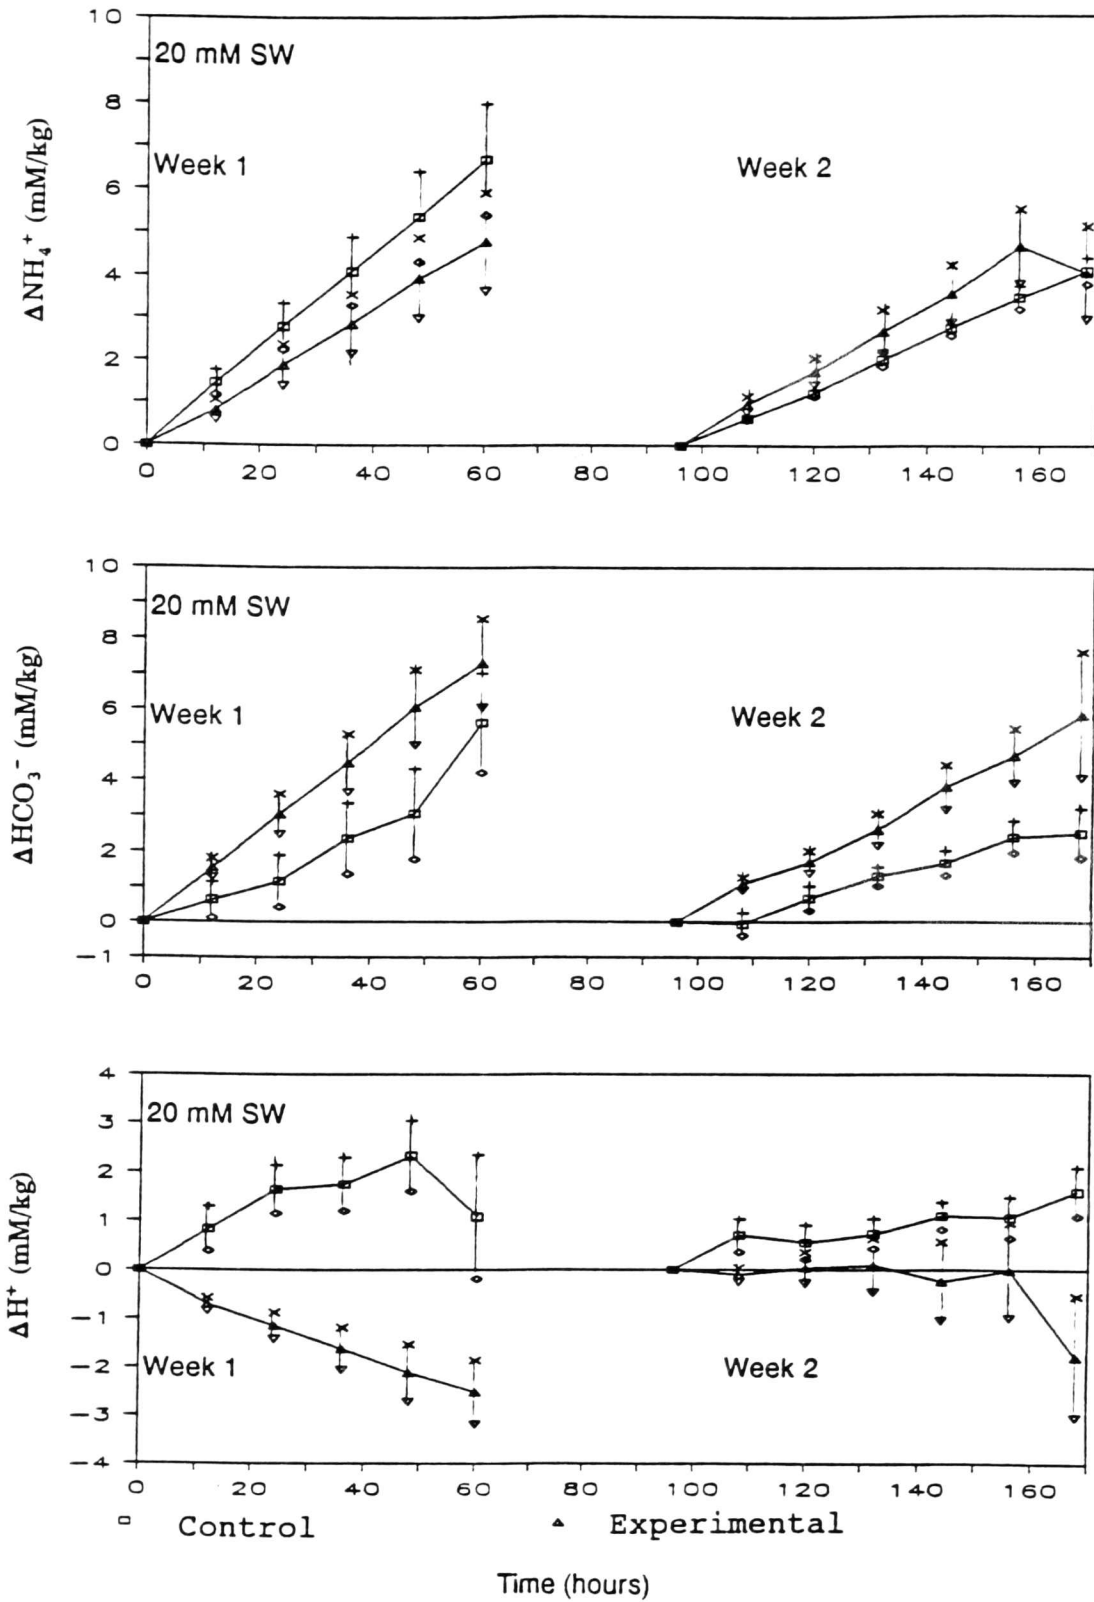 10
20 mM SW
8
Week 1
Week 2
6
ΔNH₄⁺ (mM/kg)
4
2
0
0 20 40 60 80 100 120 140 160
10
20 mM SW
8
Week 1
Week 2
6
ΔHCO₃⁻ (mM/kg)
4
2
0
−1
0 20 40 60 80 100 120 140 160
4
20 mM SW
3
2
1
0
ΔH⁺ (mM/kg)
−1
−2
Week 1
Week 2
−3
−4
0 20 40 60 80 100 120 140 160
Control
Experimental
Time (hours)